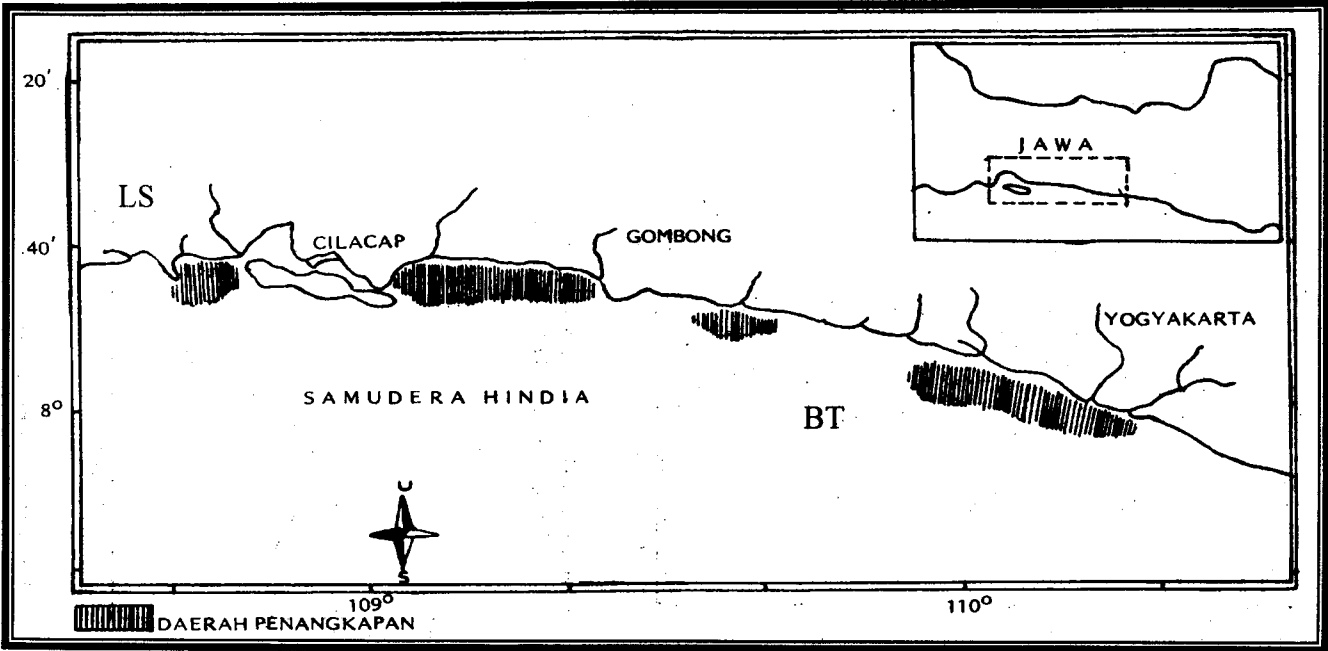 20'
JAWA
LS
.40'
CILACAP
GOMBONG
YOGYAKARTA
SAMUDERA HINDIA
8°
BT
U
S
109°
110°
DAERAH PENANGKAPAN